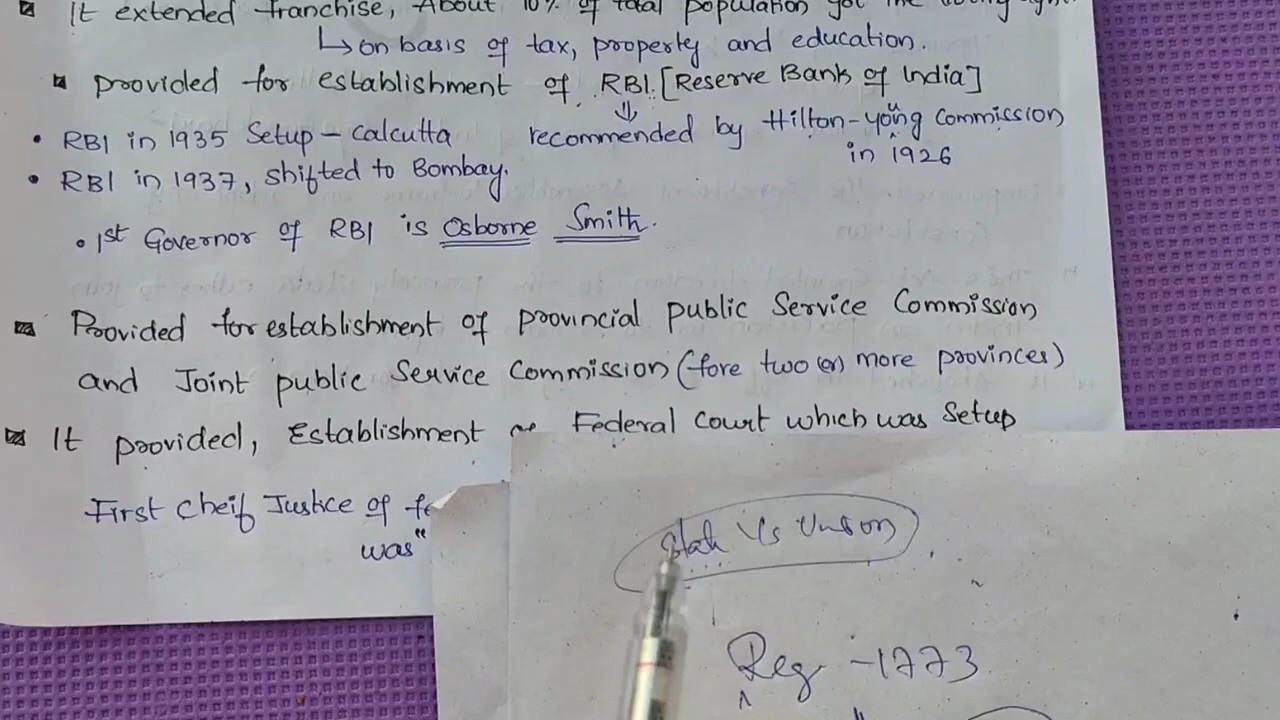 It extended franchise, About 10% of total population got the voting right
↳ on basis of tax, property and education.
provided for establishment of RBI. [Reserve Bank of India]
⇓
• RBI in 1935 Setup - Calcutta recommended by Hilton-young Commission
in 1926
• RBI in 1937, shifted to Bombay.
• 1st Governor of RBI is Osborne Smith.
Provided for establishment of provincial public Service Commission
and Joint public Service Commission (fore two (or) more provinces)
It provided, Establishment Federal Court which was Setup
First Cheif Justice of
was "
State Vs Union
Reg - 1773